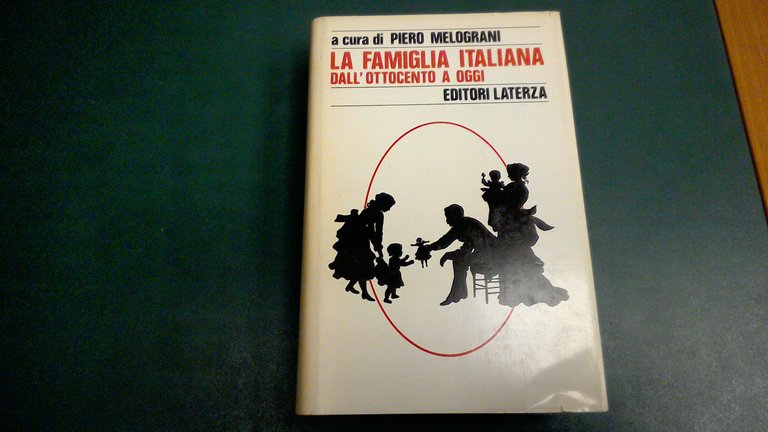 a cura di PIERO MELOGRANI
LA FAMIGLIA ITALIANA
DALL'OTTOCENTO A OGGI
EDITORI LATERZA